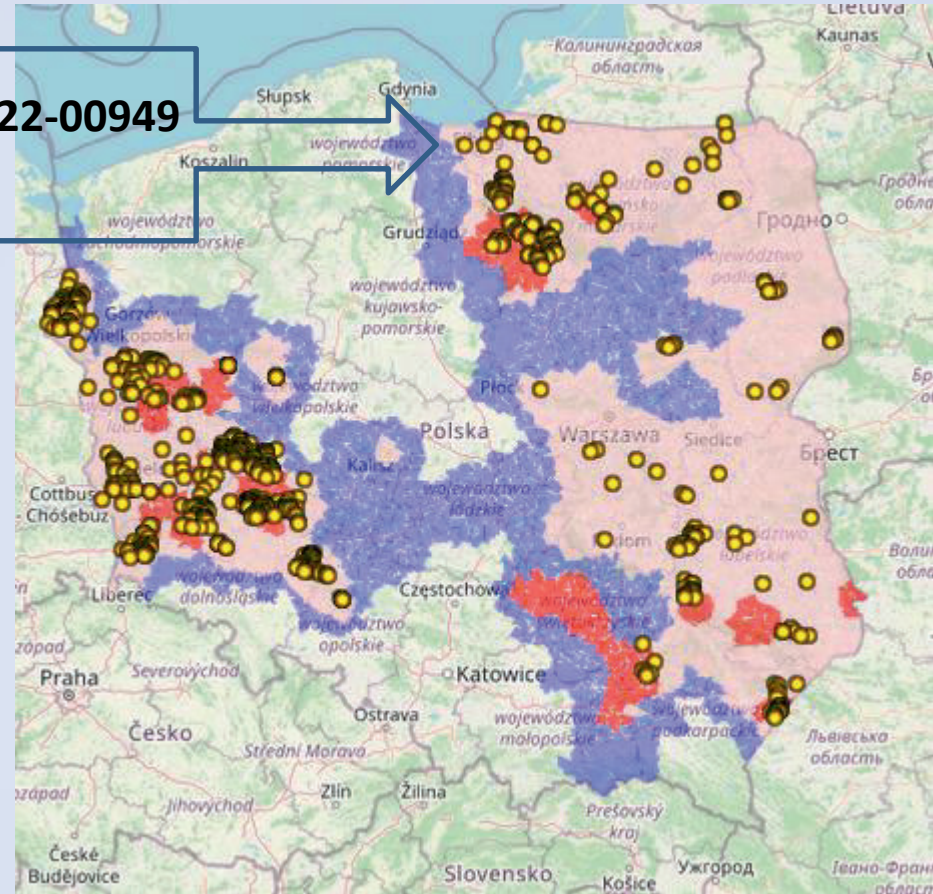 Lietuva
Kaunas
Калининградская
область
Gdynia
Słupsk
22-00949
województwo
pomorskie
Koszalin
województwo
zachodniopomorskie
Grudziądz
Гродно
województwo
kujawsko-
pomorskie
Gorzów
Wielkopolski
województwo
wielkopolskie
Płock
Polska
Warszawa
Siedlce
Брест
Kalisz
Cottbus
- Chóśebuz
województwo
łódzkie
województwo
lubelskie
Liberec
województwo
dolnośląskie
Częstochowa
województwo
świętokrzyskie
województwo
opolskie
Katowice
Praha
Severovýchod
Ostrava
województwo
małopolskie
województwo
podkarpackie
Львівська
область
Česko
Střední Morava
Jihovýchod
Zlín
Žilina
Prešovský
kraj
České
Budějovice
Slovensko
Košice
Ужгород